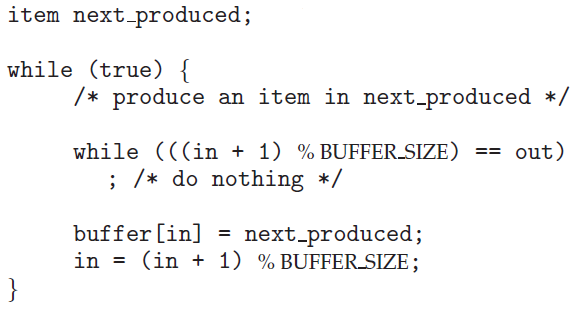 item next_produced;
while (true) {
/* produce an item in next_produced */
while (((in + 1) % BUFFER_SIZE) == out)
; /* do nothing */
buffer[in] = next_produced;
in = (in + 1) % BUFFER_SIZE;
}